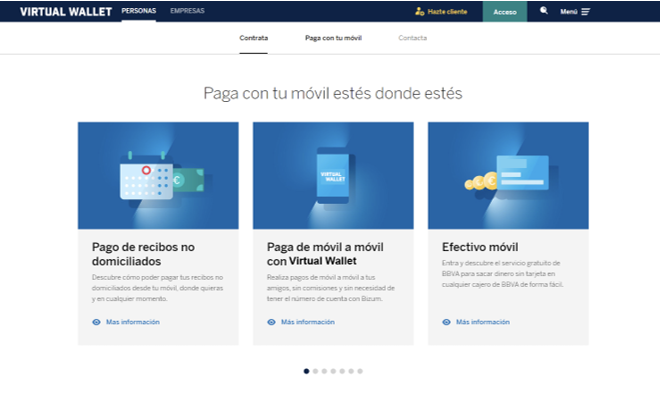 VIRTUAL WALLET PERSONAS EMPRESAS Hazte cliente Acceso Menú
Contrata Paga con tu móvil Contacta
Paga con tu móvil estés donde estés
€
VIRTUAL
WALLET
€
Pago de recibos no
domiciliados
Descubre cómo poder pagar tus recibos no
domiciliados desde tu móvil, donde quieras
y en cualquier momento.
Mas información
Paga de móvil a móvil
con Virtual Wallet
Realiza pagos de móvil a móvil a tus
amigos, sin comisiones y sin necesidad de
tener el número de cuenta con Bizum.
Más información
Efectivo móvil
Entra y descubre el servicio gratuito de
BBVA para sacar dinero sin tarjeta en
cualquier cajero de BBVA de forma fácil.
Más información